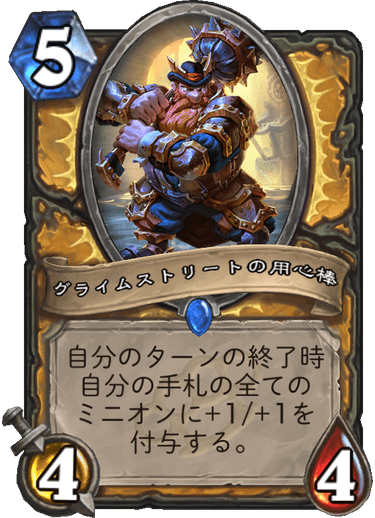 5
グライムストリートの用心棒
自分のターンの終了時
自分の手札の全ての
ミニオンに+1/+1を
付与する。
4
4